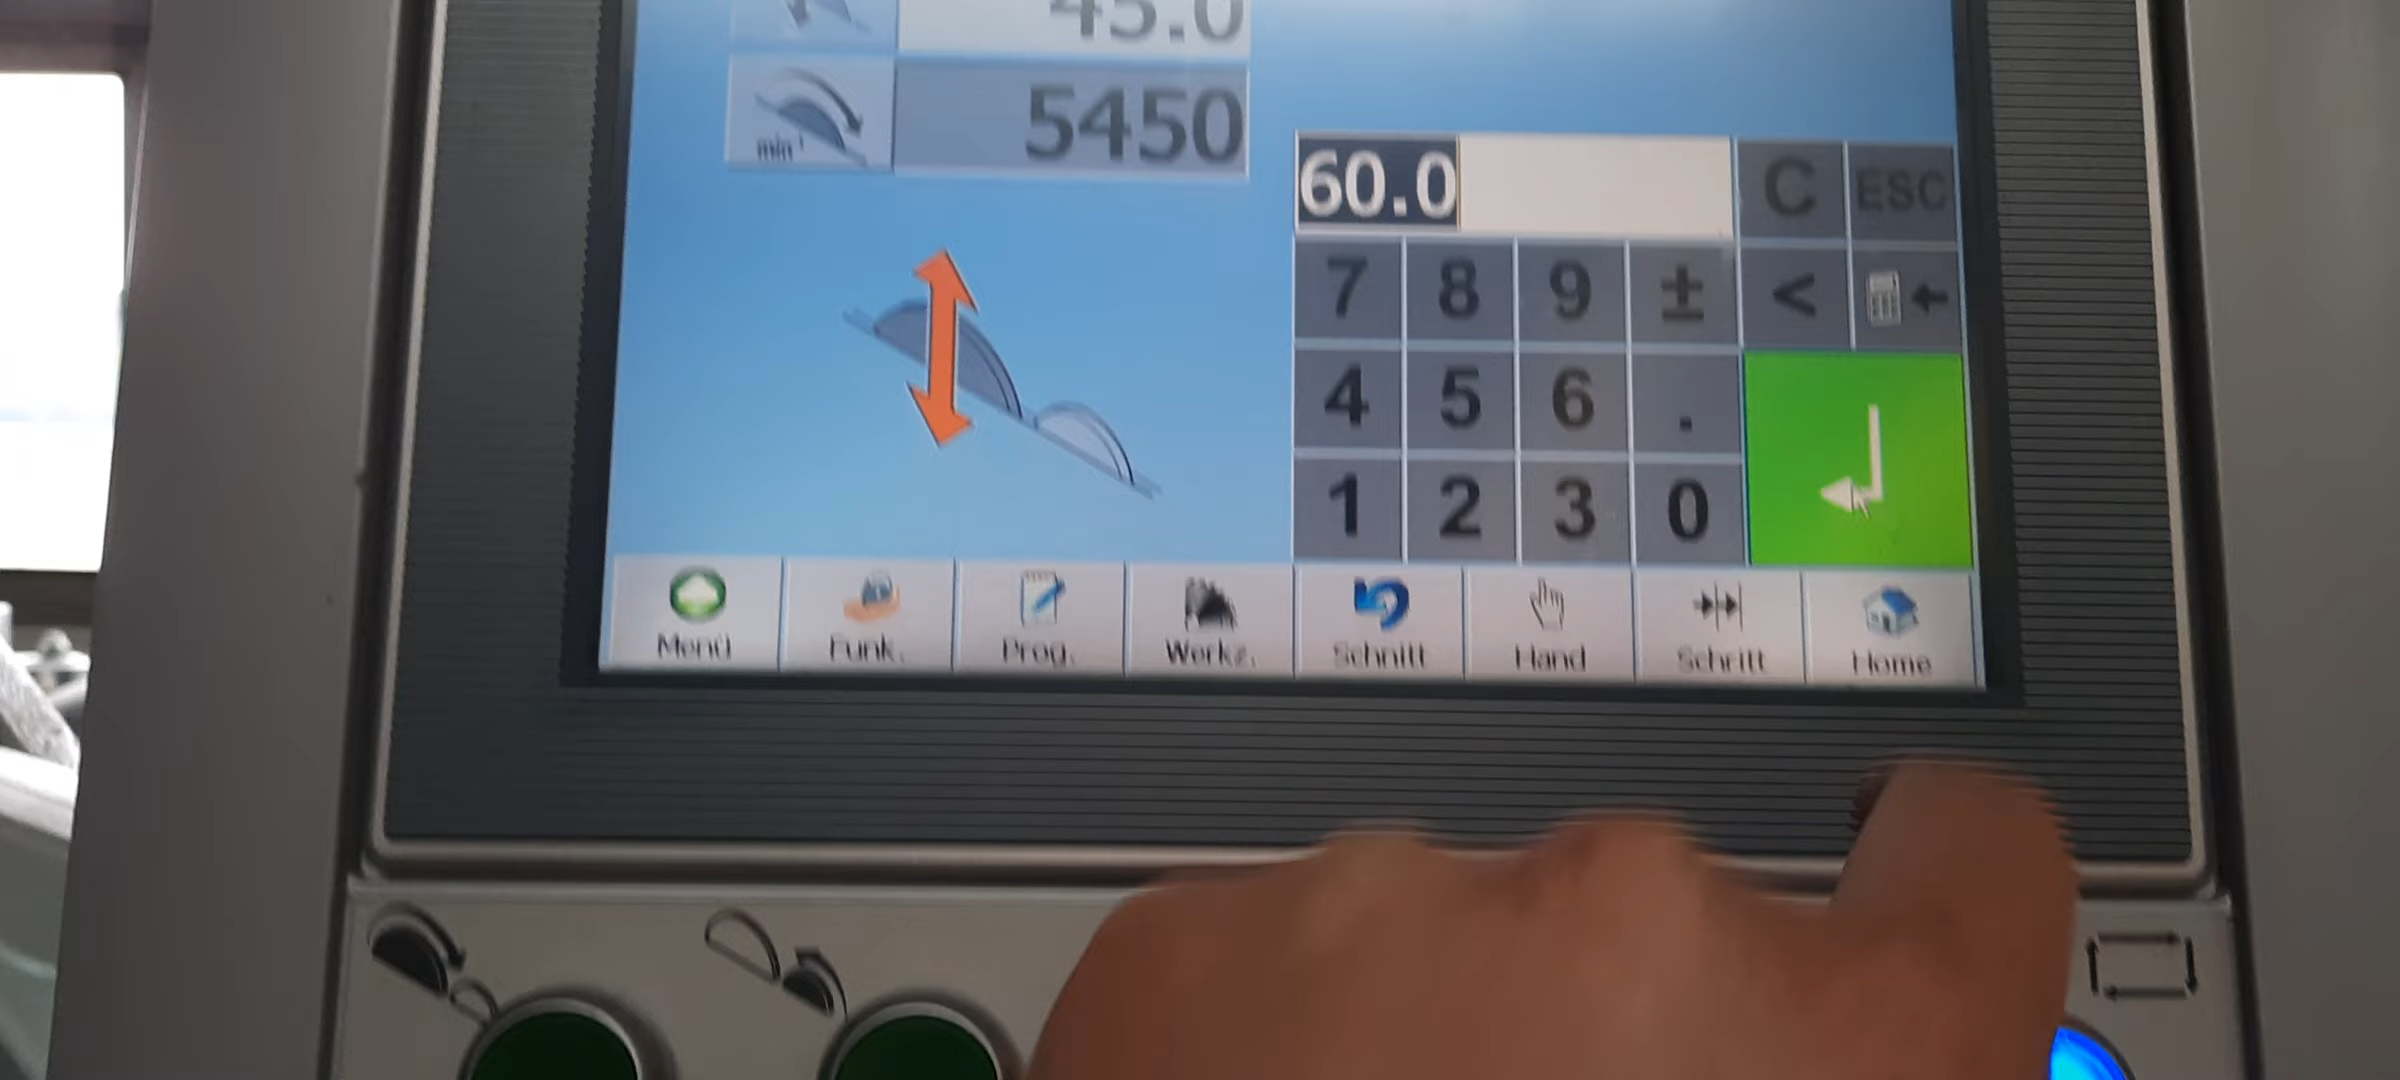 45.0
min⁻¹ 5450
60.0 C ESC
7 8 9 ± <
4 5 6 .
1 2 3 0
Menü Funk. Prog. Werkz. Schnitt Hand Schritt Home